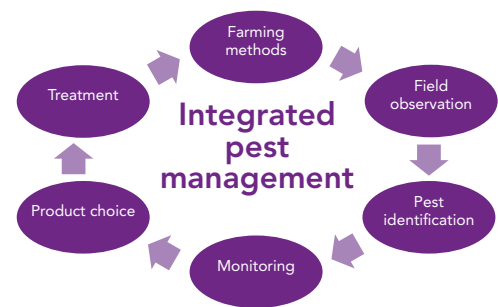 Farming
methods
Field
observation
Pest
identification
Monitoring
Product choice
Treatment
Integrated
pest
management